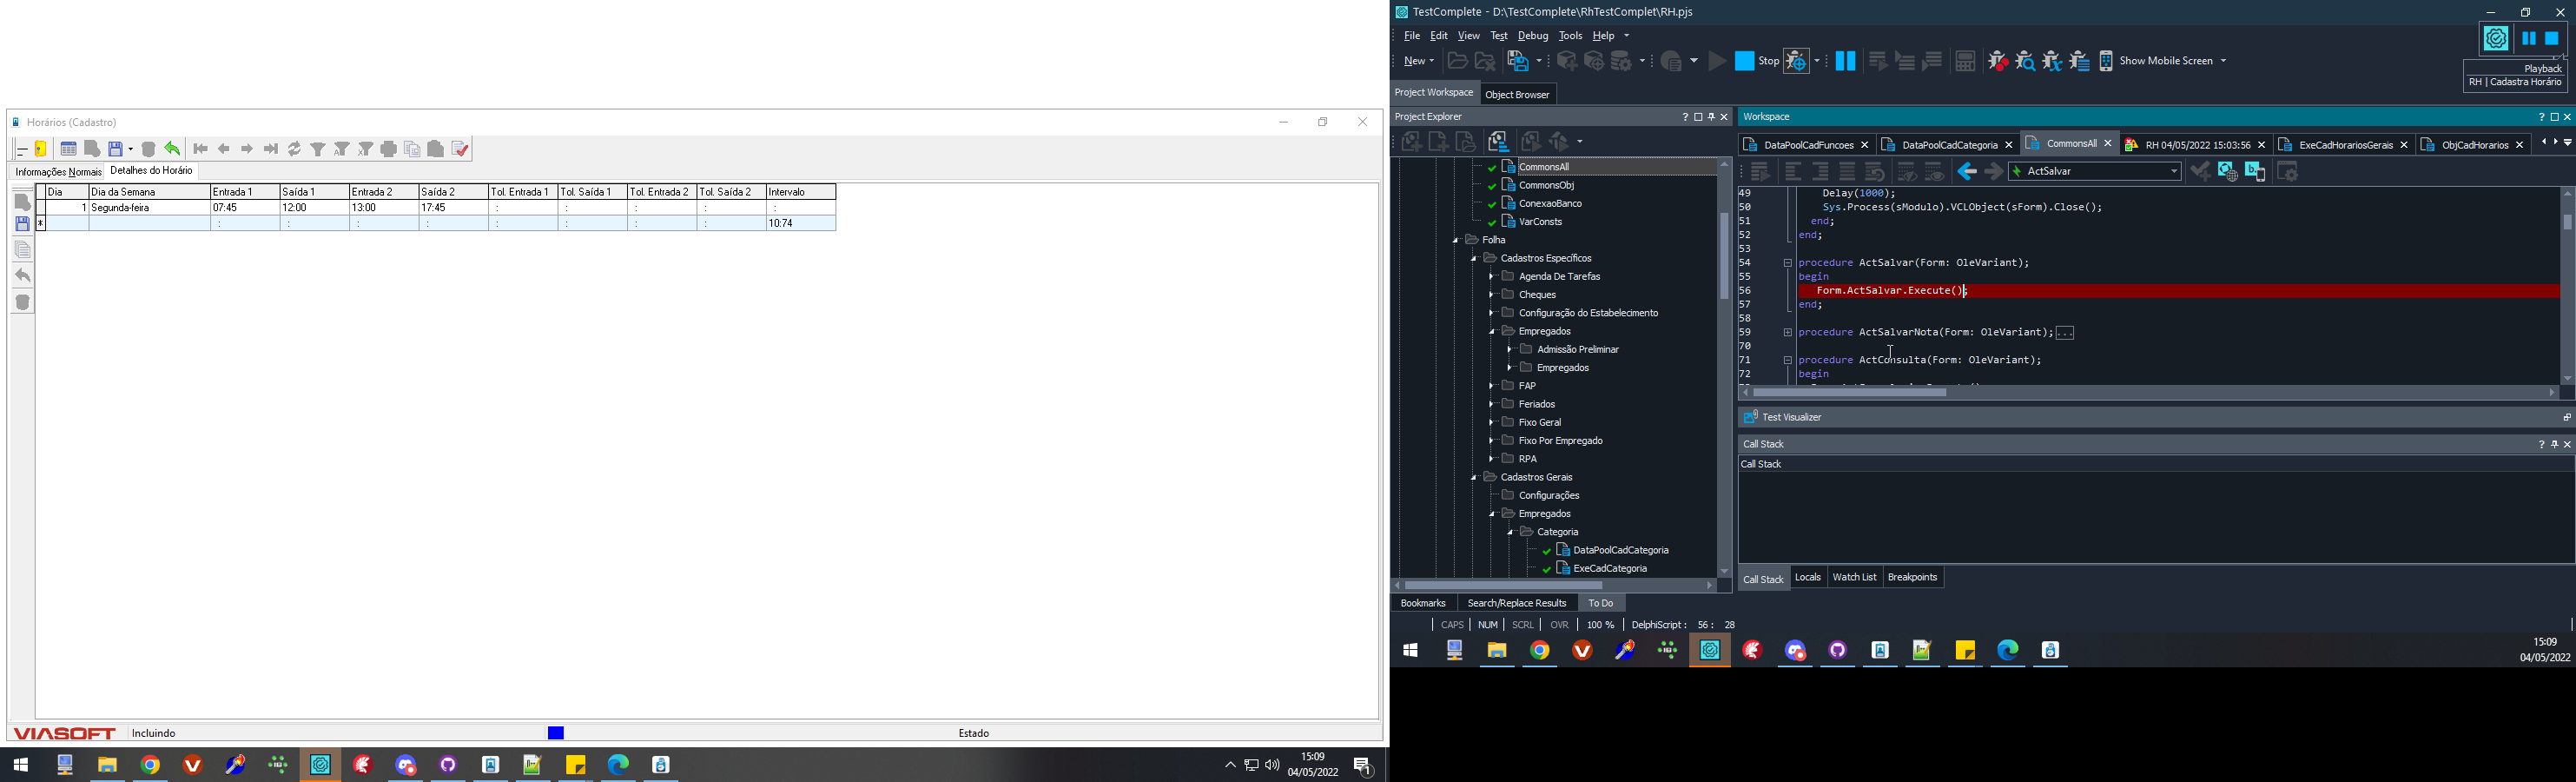 Horários (Cadastro)
Informações Normais Detalhes do Horário
Dia Dia da Semana Entrada 1 Saída 1 Entrada 2 Saída 2 Tol. Entrada 1 Tol. Saída 1 Tol. Entrada 2 Tol. Saída 2 Intervalo
1 Segunda-feira 07:45 12:00 13:00 17:45 : : : : :
* : : : : : : : : 10:74
VIASOFT Incluindo Estado
15:09
04/05/2022
1
TestComplete - D:\TestComplete\RhTestComplet\RH.pjs
File Edit View Test Debug Tools Help
New Stop Show Mobile Screen
Playback
RH | Cadastra Horário
Project Workspace Object Browser
Project Explorer
CommonsAll
CommonsObj
ConexaoBanco
VarConsts
Folha
Cadastros Específicos
Agenda De Tarefas
Cheques
Configuração do Estabelecimento
Empregados
Admissão Preliminar
Empregados
FAP
Feriados
Fixo Geral
Fixo Por Empregado
RPA
Cadastros Gerais
Configurações
Empregados
Categoria
DataPoolCadCategoria
ExeCadCategoria
Workspace
DataPoolCadFuncoes DataPoolCadCategoria CommonsAll RH 04/05/2022 15:03:56 ExeCadHorariosGerais ObjCadHorarios
ActSalvar
49 Delay(1000);
50 Sys.Process(sModulo).VCLObject(sForm).Close();
51 end;
52 end;
53
54 procedure ActSalvar(Form: OleVariant);
55 begin
56 Form.ActSalvar.Execute();
57 end;
58
59 procedure ActSalvarNota(Form: OleVariant);...
70
71 procedure ActConsulta(Form: OleVariant);
72 begin
Test Visualizer
Call Stack
Call Stack
Call Stack Locals Watch List Breakpoints
Bookmarks Search/Replace Results To Do
CAPS NUM SCRL OVR 100 % DelphiScript : 56 : 28
15:09
04/05/2022